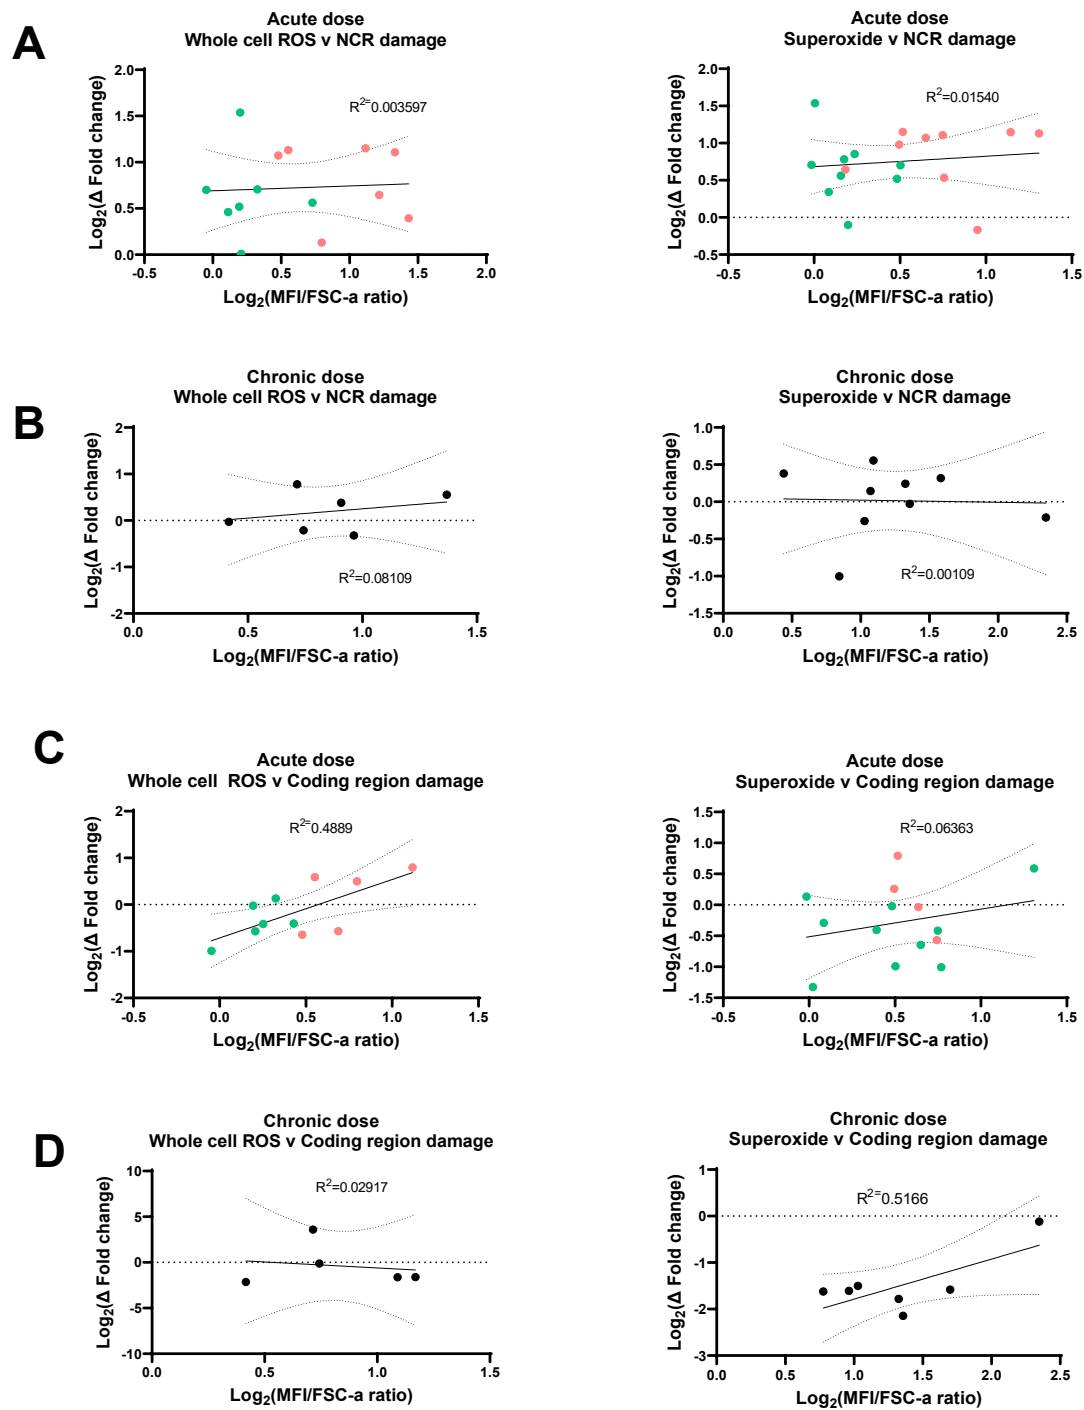 A
Acute dose
Whole cell ROS v NCR damage
R²=0.003597
Log₂(Δ Fold change)
2.0
1.5
1.0
0.5
0.0
-0.5
0.0
0.5
1.0
1.5
2.0
Log₂(MFI/FSC-a ratio)
Acute dose
Superoxide v NCR damage
R²=0.01540
Log₂(Δ Fold change)
2.0
1.5
1.0
0.5
0.0
-0.5
-0.5
0.0
0.5
1.0
1.5
Log₂(MFI/FSC-a ratio)
B
Chronic dose
Whole cell ROS v NCR damage
Log₂(Δ Fold change)
2
1
0
-1
-2
R²=0.08109
0.0
0.5
1.0
1.5
Log₂(MFI/FSC-a ratio)
Chronic dose
Superoxide v NCR damage
Log₂(Δ Fold change)
1.0
0.5
0.0
-0.5
-1.0
-1.5
R²=0.00109
0.0
0.5
1.0
1.5
2.0
2.5
Log₂(MFI/FSC-a ratio)
C
Acute dose
Whole cell  ROS v Coding region damage
R²=0.4889
Log₂(Δ Fold change)
2
1
0
-1
-2
-0.5
0.0
0.5
1.0
1.5
Log₂(MFI/FSC-a ratio)
Acute dose
Superoxide v Coding region damage
R²=0.06363
Log₂(Δ Fold change)
1.5
1.0
0.5
0.0
-0.5
-1.0
-1.5
-0.5
0.0
0.5
1.0
1.5
Log₂(MFI/FSC-a ratio)
D
Chronic dose
Whole cell ROS v Coding region damage
R²=0.02917
Log₂(Δ Fold change)
10
5
0
-5
-10
0.0
0.5
1.0
1.5
Log₂(MFI/FSC-a ratio)
Chronic dose
Superoxide v Coding region damage
R²=0.5166
Log₂(Δ Fold change)
1
0
-1
-2
-3
0.0
0.5
1.0
1.5
2.0
2.5
Log₂(MFI/FSC-a ratio)